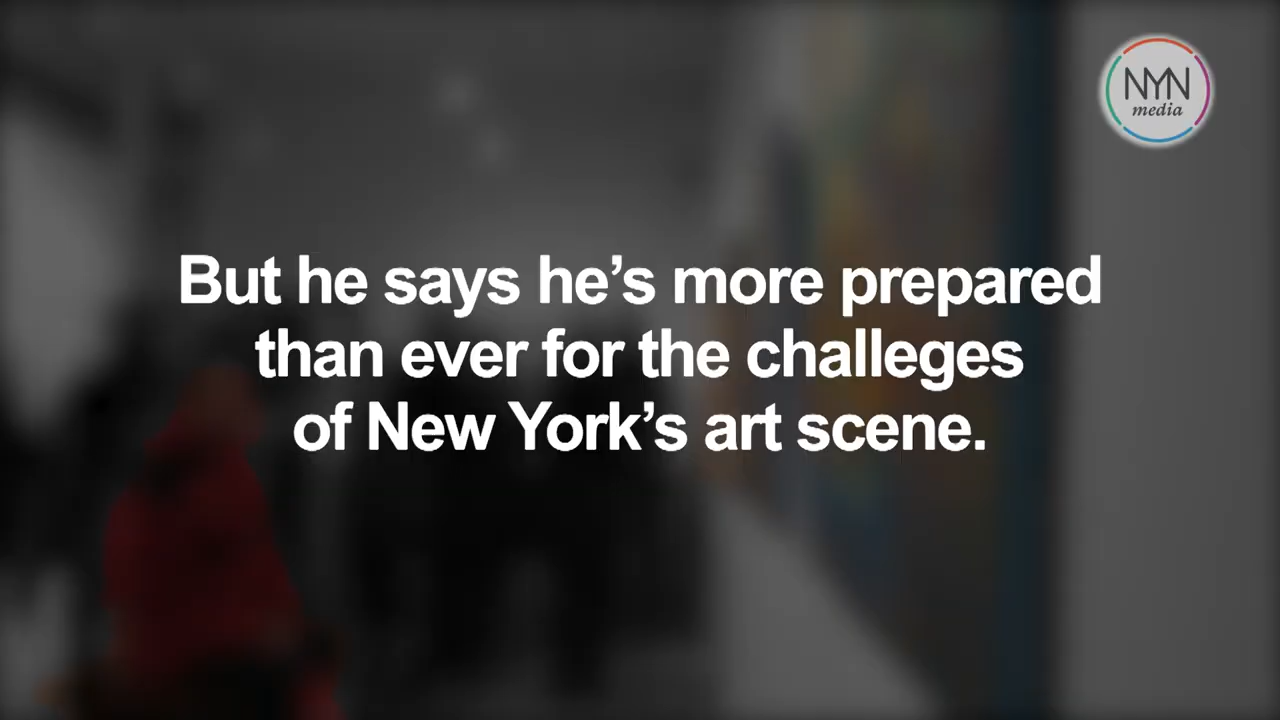 NYN
media
But he says he’s more prepared
than ever for the challeges
of New York’s art scene.